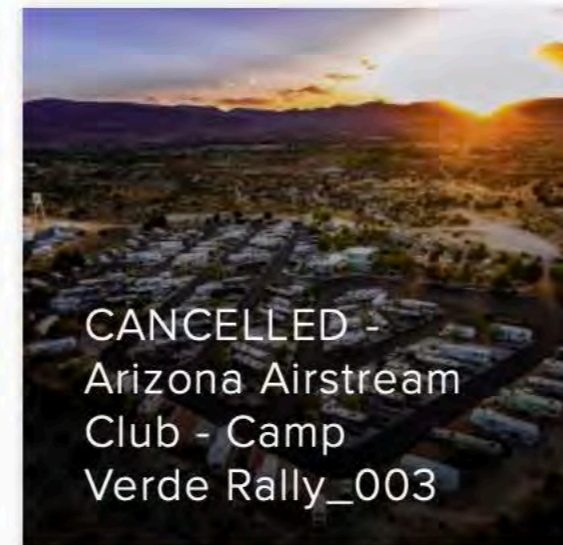 CANCELLED -
Arizona Airstream
Club - Camp
Verde Rally_003